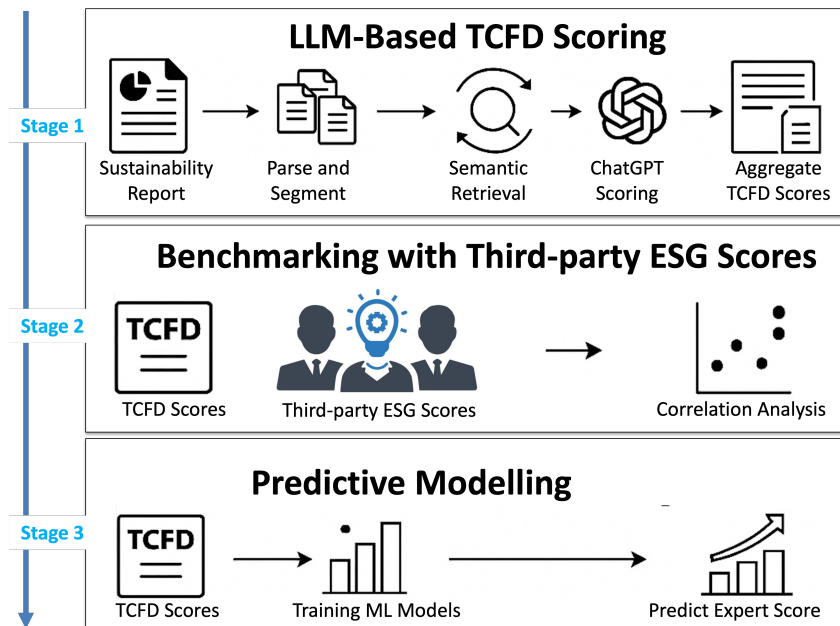 LLM-Based TCFD Scoring
Stage 1
Sustainability
Report
Parse and
Segment
Semantic
Retrieval
ChatGPT
Scoring
Aggregate
TCFD Scores
Benchmarking with Third-party ESG Scores
Stage 2
TCFD
TCFD Scores
Third-party ESG Scores
Correlation Analysis
Predictive Modelling
Stage 3
TCFD
TCFD Scores
Training ML Models
Predict Expert Score